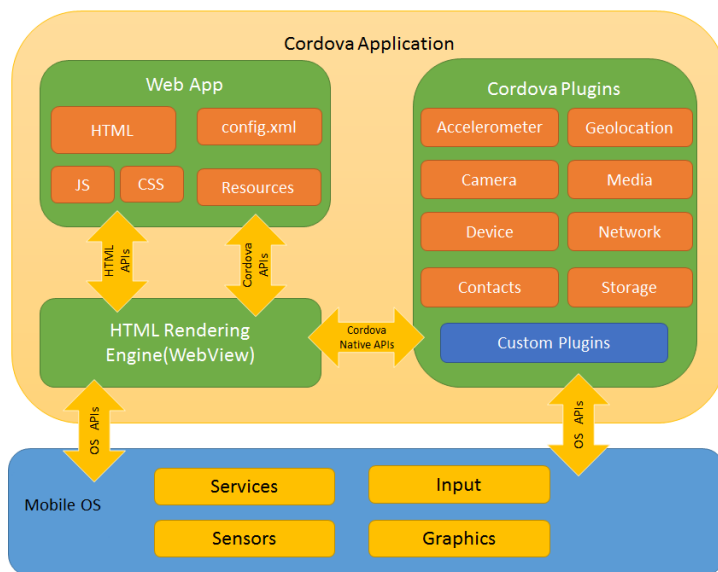 Cordova Application
Web App
HTML
config.xml
JS
CSS
Resources
HTML
APIs
Cordova
APIs
HTML Rendering
Engine(WebView)
Cordova
Native APIs
Cordova Plugins
Accelerometer
Geolocation
Camera
Media
Device
Network
Contacts
Storage
Custom Plugins
OS APIs
OS APIs
Mobile OS
Services
Input
Sensors
Graphics